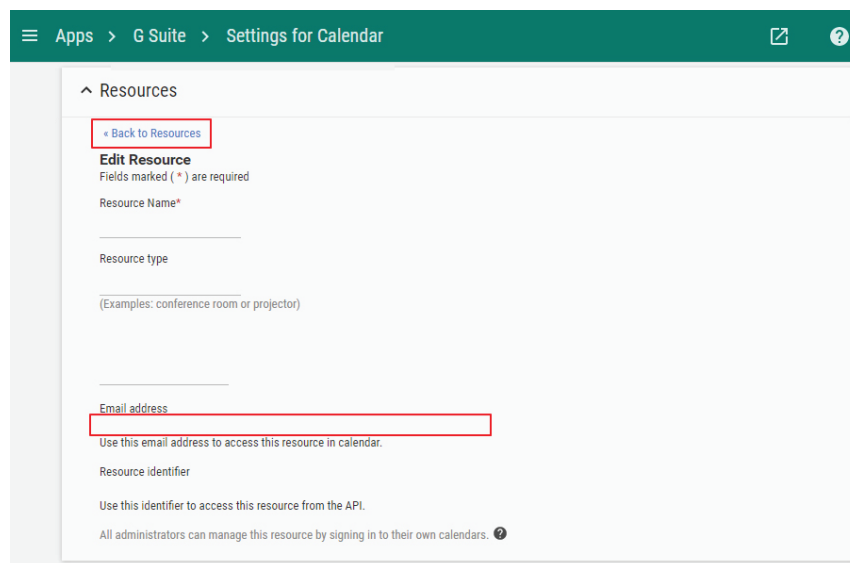 Apps > G Suite > Settings for Calendar
Resources
« Back to Resources
Edit Resource
Fields marked ( * ) are required
Resource Name*
Resource type
(Examples: conference room or projector)
Email address
Use this email address to access this resource in calendar.
Resource identifier
Use this identifier to access this resource from the API.
All administrators can manage this resource by signing in to their own calendars. ?